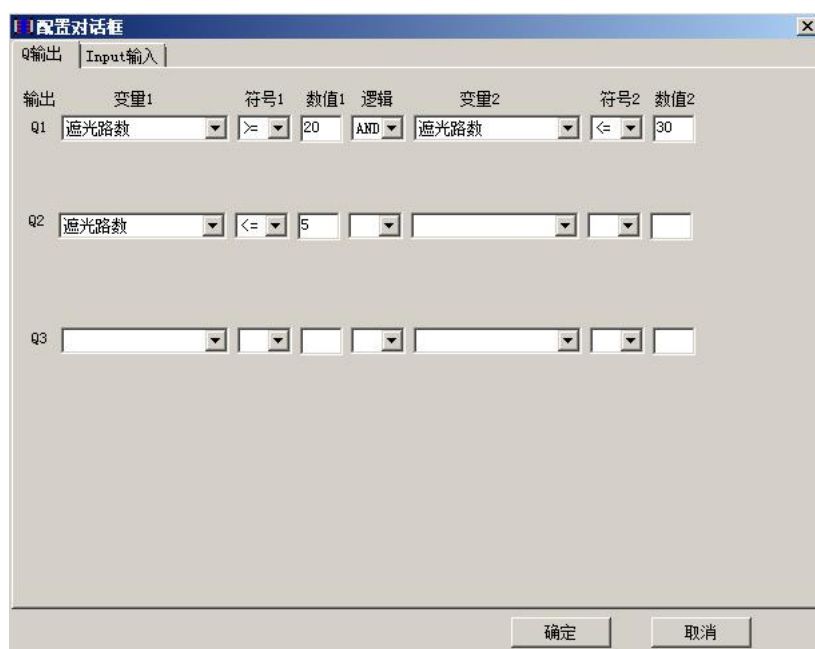 配置对话框
Q输出 Input输入
输出 变量1 符号1 数值1 逻辑 变量2 符号2 数值2
Q1 遮光路数 >= 20 AND 遮光路数 <= 30
Q2 遮光路数 <= 5
Q3
确定 取消